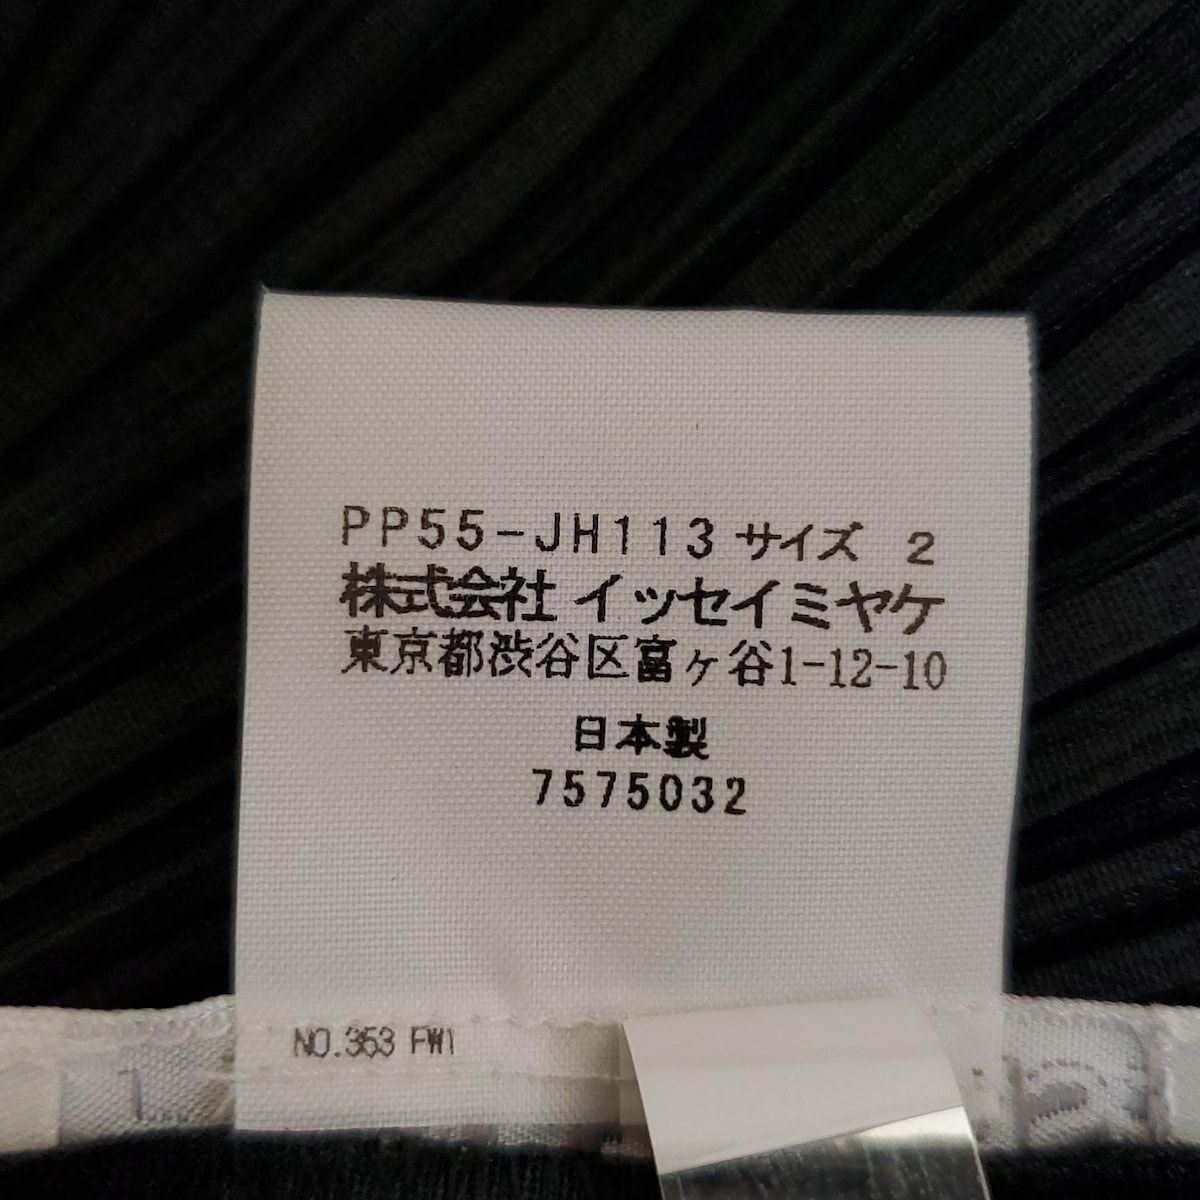 PP55-JH113 サイズ 2
株式会社 イッセイミヤケ
東京都渋谷区富ヶ谷1-12-10
日本製
7575032
NO.353 FW1